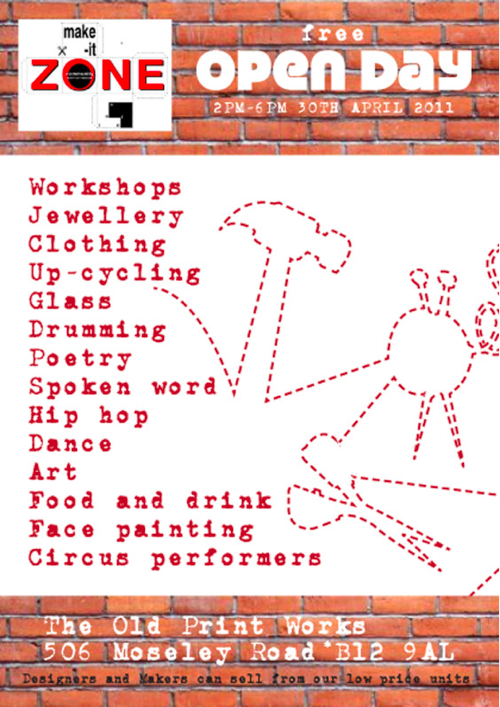 make
-it
ZONE
free
OPEN DAY
2PM-6PM 30TH APRIL 2011
Workshops
Jewellery
Clothing
Up-cycling
Glass
Drumming
Poetry
Spoken word
Hip hop
Dance
Art
Food and drink
Face painting
Circus performers
The Old Print Works
506 Moseley Road*B12 9AL
Designers and Makers can sell from our low price units